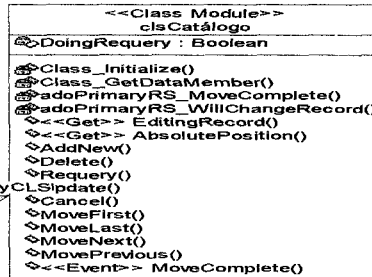 <<Class Module>>
clsCatálogo
DoingRequery : Boolean
Class_Initialize()
Class_GetDataMember()
adoPrimaryRS_MoveComplete()
adoPrimaryRS_WillChangeRecord()
<<Get>> EditingRecord()
<<Get>> AbsolutePosition()
AddNew()
Delete()
Requery()
Update()
Cancel()
MoveFirst()
MoveLast()
MoveNext()
MovePrevious()
<<Event>> MoveComplete()